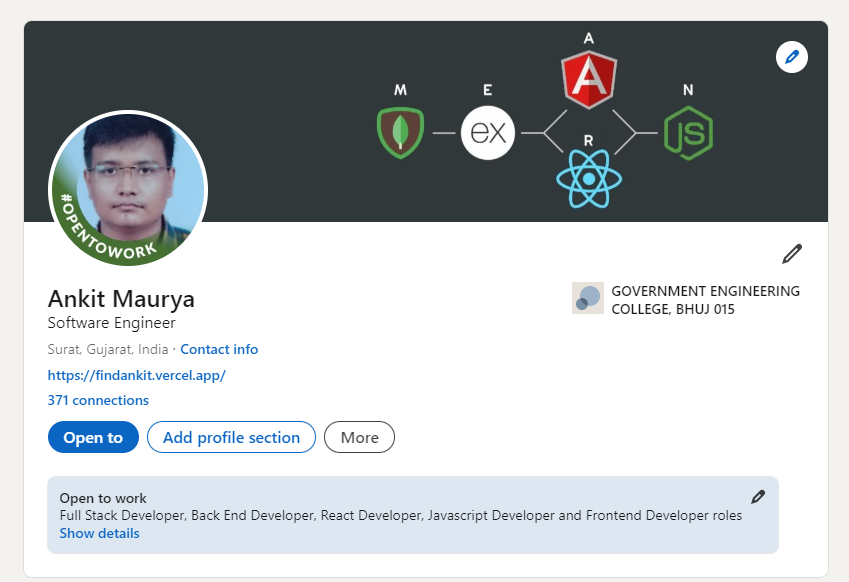 A
M
E
N
ex
R
JS
#OPENTOWORK
Ankit Maurya
Software Engineer
Surat, Gujarat, India · Contact info
https://findankit.vercel.app/
371 connections
GOVERNMENT ENGINEERING
COLLEGE, BHUJ 015
Open to
Add profile section
More
Open to work
Full Stack Developer, Back End Developer, React Developer, Javascript Developer and Frontend Developer roles
Show details